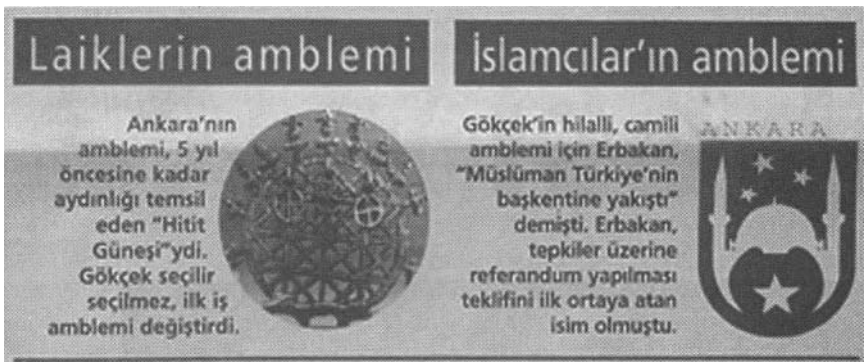 Laiklerin amblemi
Ankara'nın
amblemi, 5 yıl
öncesine kadar
aydınlığı temsil
eden "Hitit
Güneşi"ydi.
Gökçek seçilir
seçilmez, ilk iş
amblemi değiştirdi.
İslamcılar'ın amblemi
Gökçek'in hilalli, camili
amblemi için Erbakan,
"Müslüman Türkiye'nin
başkentine yakıştı"
demişti. Erbakan,
tepkiler üzerine
referandum yapılması
teklifini ilk ortaya atan
isim olmuştu.
ANKARA